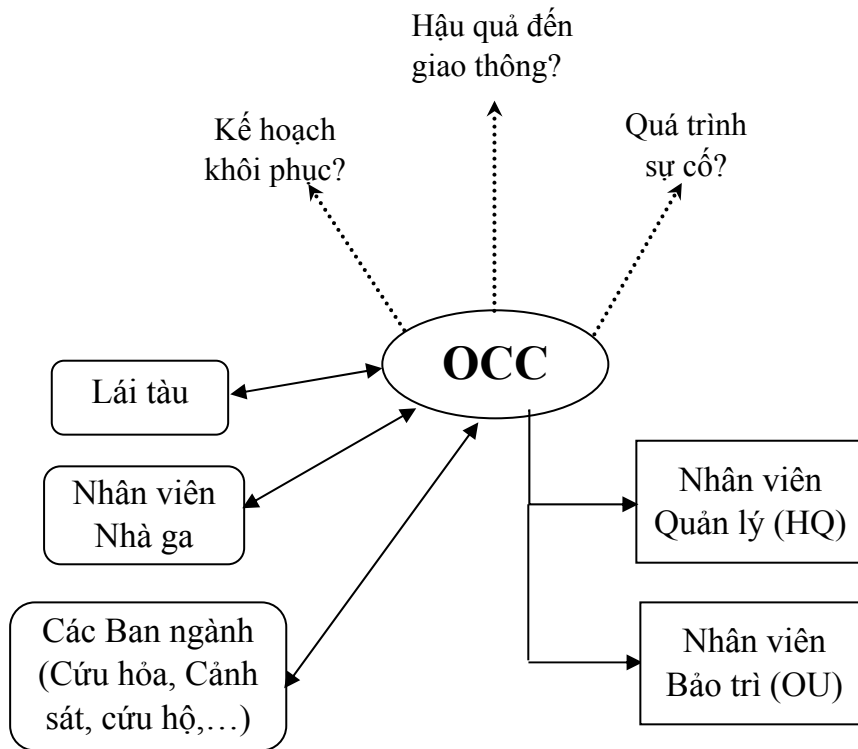 Hậu quả đến
giao thông?
Kế hoạch
khôi phục?
Quá trình
sự cố?
OCC
Lái tàu
Nhân viên
Nhà ga
Các Ban ngành
(Cứu hỏa, Cảnh
sát, cứu hộ,…)
Nhân viên
Quản lý (HQ)
Nhân viên
Bảo trì (OU)